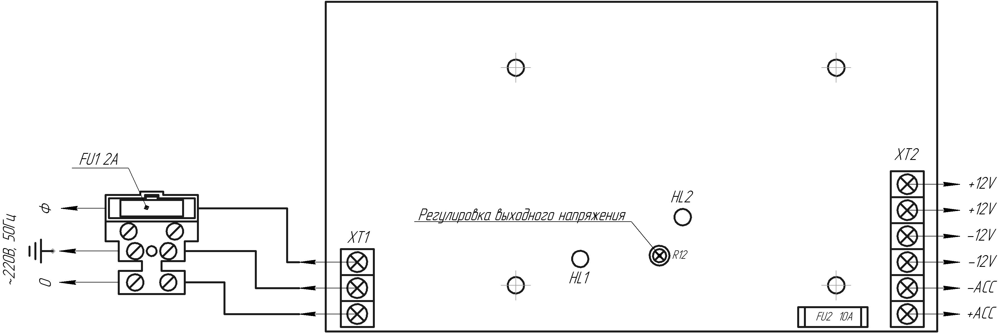 FU1 2A
~220В, 50Гц
Ф
0
XT1
Регулировка выходного напряжения
HL2
R12
HL1
FU2 10A
XT2
+12V
+12V
-12V
-12V
-ACC
+ACC